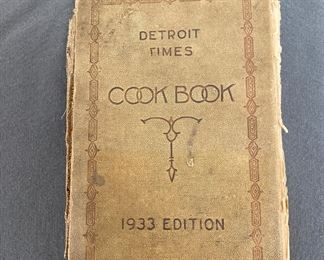 DETROIT
TIMES
COOK BOOK
1933 EDITION